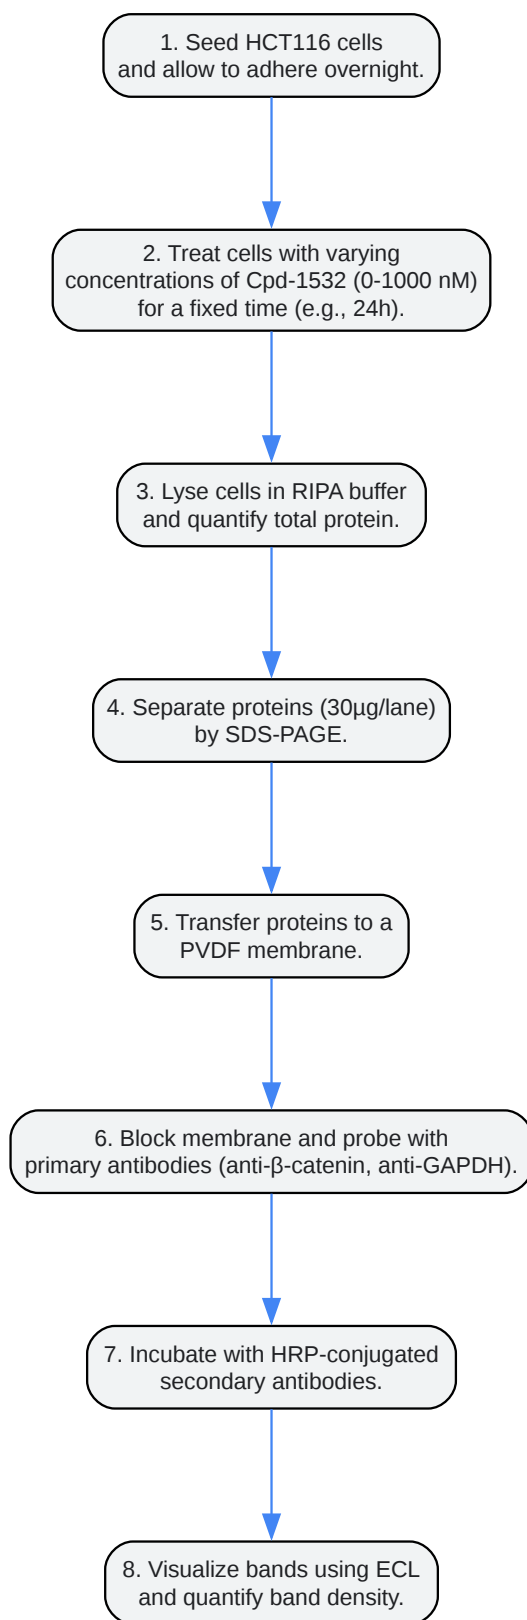 1. Seed HCT116 cells
and allow to adhere overnight.
2. Treat cells with varying
concentrations of Cpd-1532 (0-1000 nM)
for a fixed time (e.g., 24h).
3. Lyse cells in RIPA buffer
and quantify total protein.
4. Separate proteins (30µg/lane)
by SDS-PAGE.
5. Transfer proteins to a
PVDF membrane.
6. Block membrane and probe with
primary antibodies (anti-β-catenin, anti-GAPDH).
7. Incubate with HRP-conjugated
secondary antibodies.
8. Visualize bands using ECL
and quantify band density.